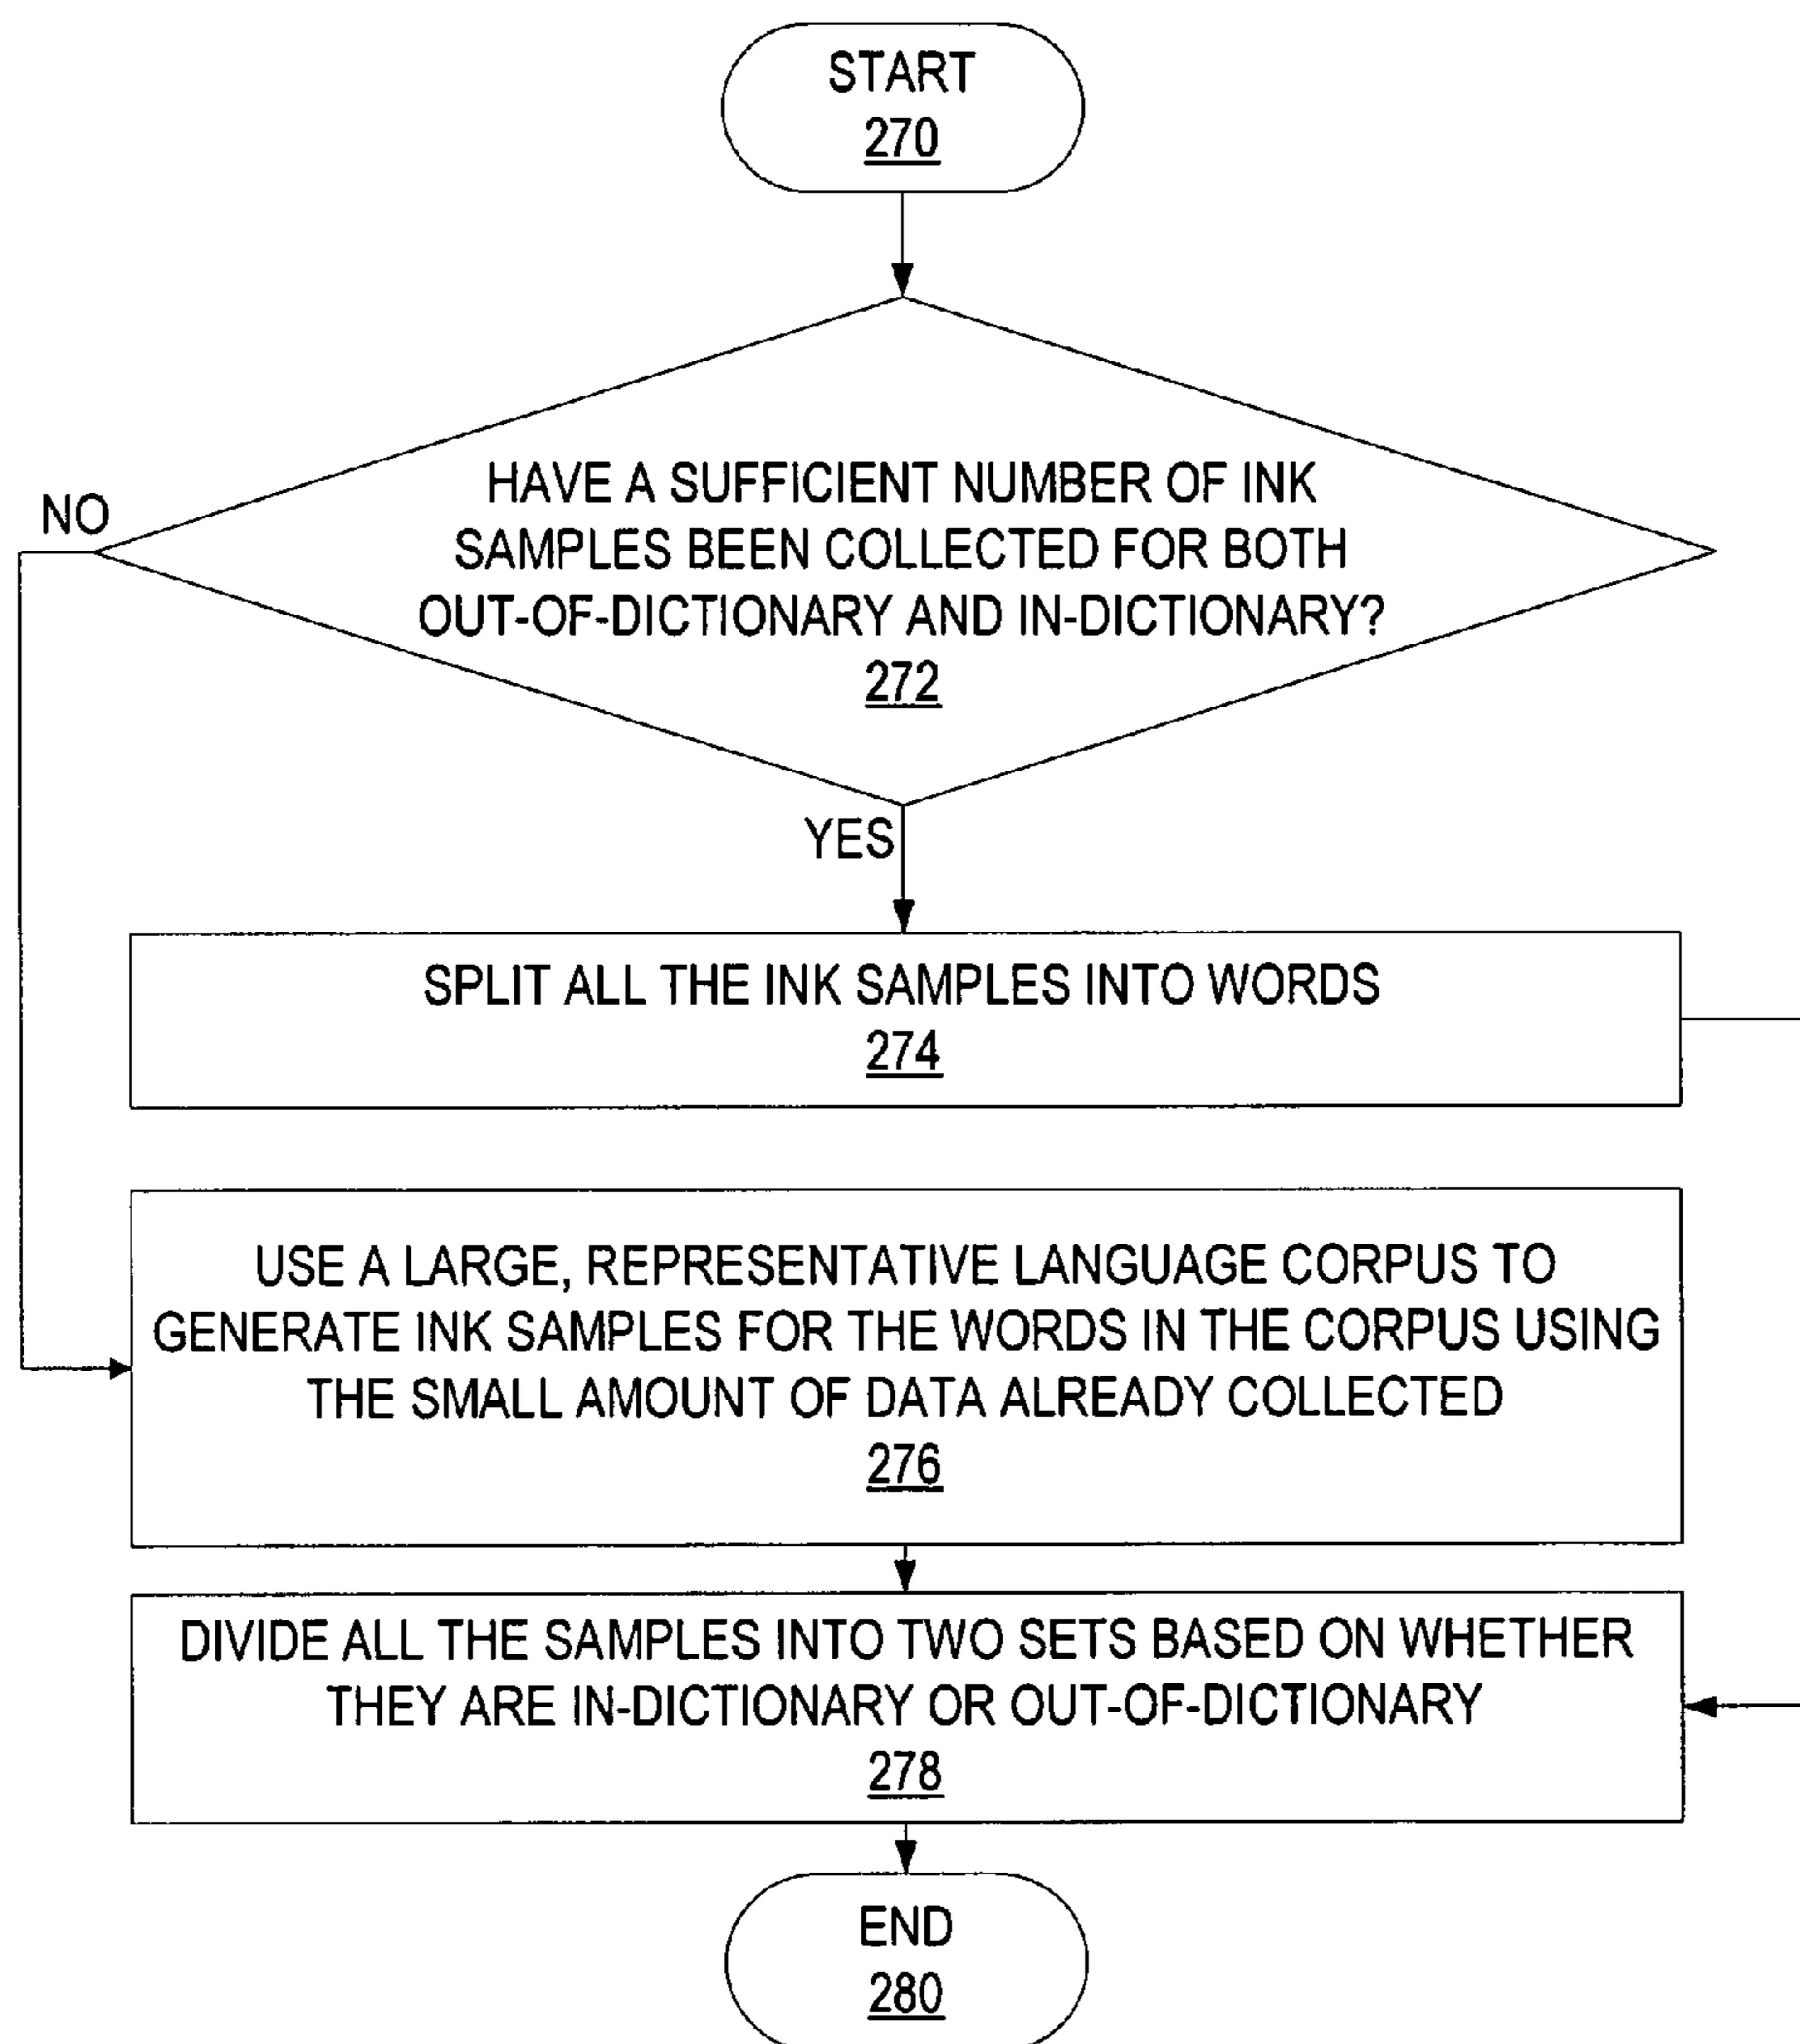 START
270
HAVE A SUFFICIENT NUMBER OF INK
SAMPLES BEEN COLLECTED FOR BOTH
OUT-OF-DICTIONARY AND IN-DICTIONARY?
272
NO
YES
SPLIT ALL THE INK SAMPLES INTO WORDS
274
USE A LARGE, REPRESENTATIVE LANGUAGE CORPUS TO
GENERATE INK SAMPLES FOR THE WORDS IN THE CORPUS USING
THE SMALL AMOUNT OF DATA ALREADY COLLECTED
276
DIVIDE ALL THE SAMPLES INTO TWO SETS BASED ON WHETHER
THEY ARE IN-DICTIONARY OR OUT-OF-DICTIONARY
278
END
280